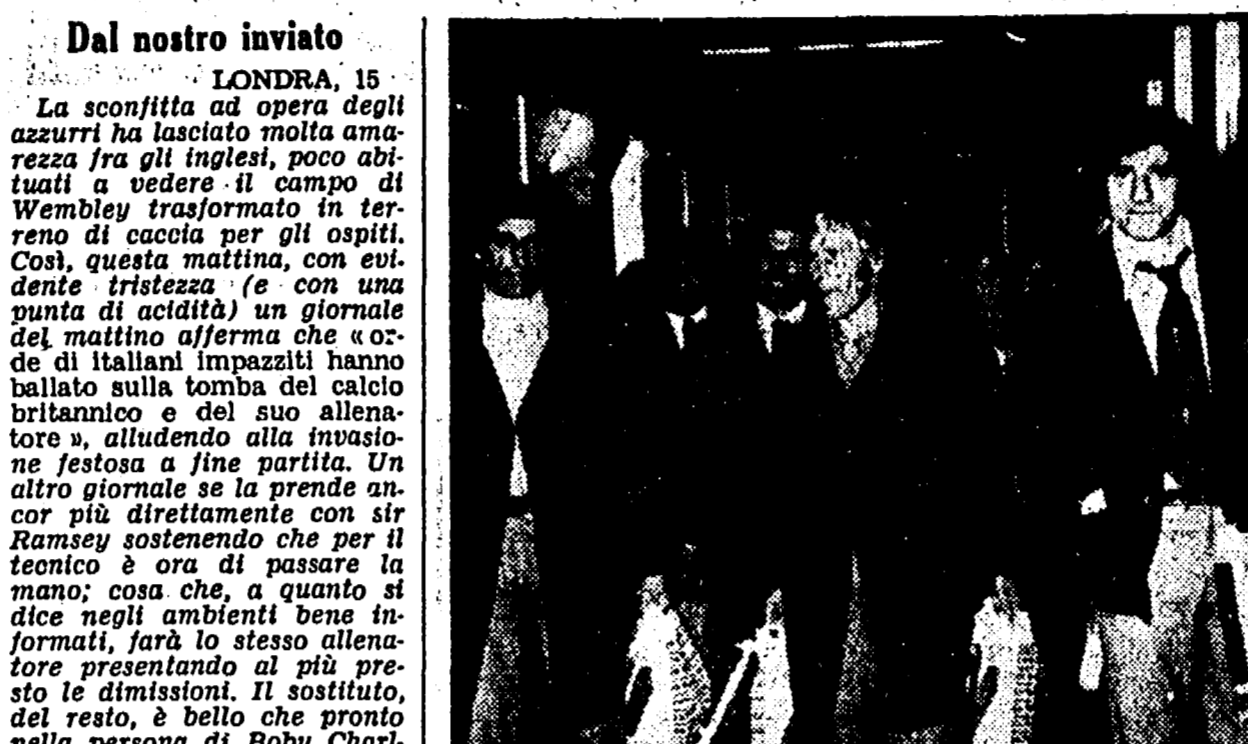 Dal nostro inviato
LONDRA, 15
La sconfitta ad opera degli
azzurri ha lasciato molta ama-
rezza fra gli inglesi, poco abi-
tuati a vedere il campo di
Wembley trasformato in ter-
reno di caccia per gli ospiti.
Così, questa mattina, con evi-
dente tristezza (e con una
punta di acidità) un giornale
del mattino afferma che « or-
de di italiani impazziti hanno
ballato sulla tomba del calcio
britannico e del suo allena-
tore », alludendo alla invasio-
ne festosa a fine partita. Un
altro giornale se la prende an-
cor più direttamente con sir
Ramsey sostenendo che per il
tecnico è ora di passare la
mano; cosa che, a quanto si
dice negli ambienti bene in-
formati, farà lo stesso allena-
tore presentando al più pre-
sto le dimissioni. Il sostituto,
del resto, è bello che pronto
nella persona di Boby Charl-